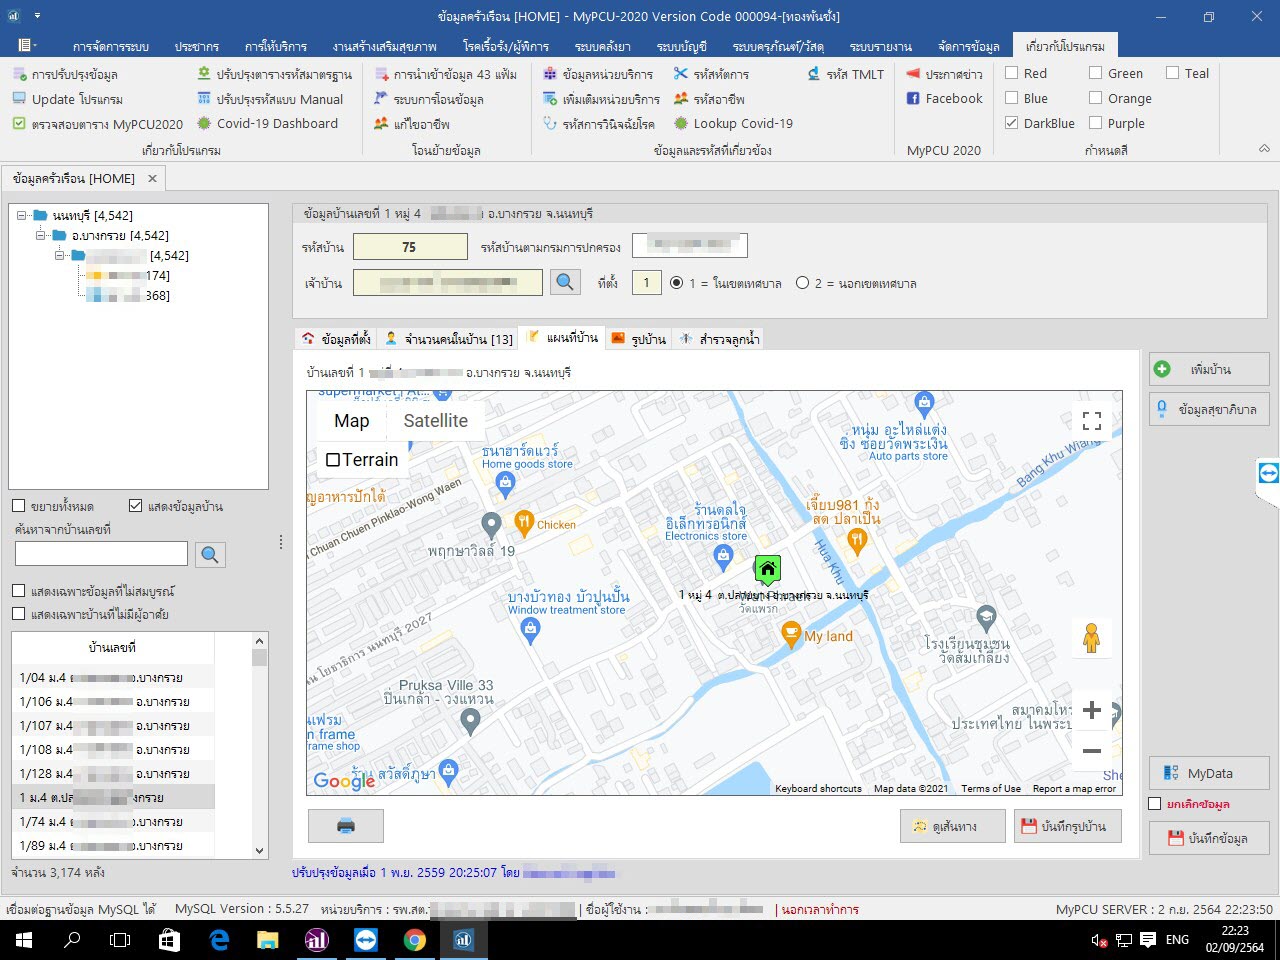 ข้อมูลครัวเรือน [HOME] - MyPCU-2020 Version Code 000094-[ทองพันชั่ง]
การจัดการระบบ ประชากร การให้บริการ งานสร้างเสริมสุขภาพ โรคเรื้อรัง/ผู้พิการ ระบบคลังยา ระบบบัญชี ระบบครุภัณฑ์/วัสดุ ระบบรายงาน จัดการข้อมูล เกี่ยวกับโปรแกรม
การปรับปรุงข้อมูล ปรับปรุงตารางรหัสมาตรฐาน การนำเข้าข้อมูล 43 แฟ้ม ข้อมูลหน่วยบริการ รหัสหัตการ รหัส TMLT ประกาศข่าว Red Green Teal
Update โปรแกรม ปรับปรุงรหัสแบบ Manual ระบบการโอนข้อมูล เพิ่มเติมหน่วยบริการ รหัสอาชีพ Facebook Blue Orange
ตรวจสอบตาราง MyPCU2020 Covid-19 Dashboard แก้ไขอาชีพ รหัสการวินิจฉัยโรค Lookup Covid-19 DarkBlue Purple
เกี่ยวกับโปรแกรม โอนย้ายข้อมูล ข้อมูลและรหัสที่เกี่ยวข้อง MyPCU 2020 กำหนดสี
ข้อมูลครัวเรือน [HOME]
นนทบุรี [4,542]
อ.บางกรวย [4,542]
[4,542]
174]
368]
ขยายทั้งหมด แสดงข้อมูลบ้าน
ค้นหาจากบ้านเลขที่
แสดงเฉพาะข้อมูลที่ไม่สมบูรณ์
แสดงเฉพาะบ้านที่ไม่มีผู้อาศัย
บ้านเลขที่
1/04 ม.4 อ.บางกรวย
1/106 ม.4 อ.บางกรวย
1/107 ม.4 อ.บางกรวย
1/108 ม.4 อ.บางกรวย
1/128 ม.4 อ.บางกรวย
1 ม.4 ต.ปล งกรวย
1/74 ม.4 อ.บางกรวย
1/89 ม.4 อ.บางกรวย
จำนวน 3,174 หลัง
ข้อมูลบ้านเลขที่ 1 หมู่ 4 อ.บางกรวย จ.นนทบุรี
รหัสบ้าน 75 รหัสบ้านตามกรมการปกครอง
เจ้าบ้าน ที่ตั้ง 1 1 = ในเขตเทศบาล 2 = นอกเขตเทศบาล
ข้อมูลที่ตั้ง จำนวนคนในบ้าน [13] แผนที่บ้าน รูปบ้าน สำรวจลูกน้ำ
บ้านเลขที่ 1 อ.บางกรวย จ.นนทบุรี
supermarket | At...
Map Satellite
Terrain
ธนาฮาร์ดแวร์
Home goods store
หนุ่ม อะไหล่แต่ง
ซิ่ง ซอยวัดพระเงิน
Auto parts store
Bang Khu Wiang
ญอาหารปักใต้
Chuan Chuen Pinklao-Wong Waen
Chicken
พฤกษาวิลล์ 19
ร้านดลใจ
อิเล็กทรอนิกส์
Electronics store
เจี๊ยบ981 กุ้ง
สด ปลาเป็น
Hua Khu
บางบัวทอง บัวปูนปั้น
Window treatment store
1 หมู่ 4 ต.ปลายบาง อ.บางกรวย จ.นนทบุรี
วัดแพรก
My land
โรงเรียนชุมชน
วัดส้มเกลี้ยง
นนทบุรี 2027
Pruksa Ville 33
ปิ่นเกล้า - วงแหวน
แฟรม
n frame
frame shop
สมาคมโหร
ประเทศไทย ในพระบ
ร้าน สวัสดิ์ภูษา
She
Google Keyboard shortcuts Map data ©2021 Terms of Use Report a map error
ดูเส้นทาง บันทึกรูปบ้าน
ปรับปรุงข้อมูลเมื่อ 1 พ.ย. 2559 20:25:07 โดย
เพิ่มบ้าน
ข้อมูลสุขาภิบาล
MyData
ยกเลิกข้อมูล
บันทึกข้อมูล
เชื่อมต่อฐานข้อมูล MySQL ได้ MySQL Version : 5.5.27 หน่วยบริการ : รพ.สต. | ชื่อผู้ใช้งาน : | นอกเวลาทำการ MyPCU SERVER : 2 ก.ย. 2564 22:23:50
ENG 22:23
02/09/2564